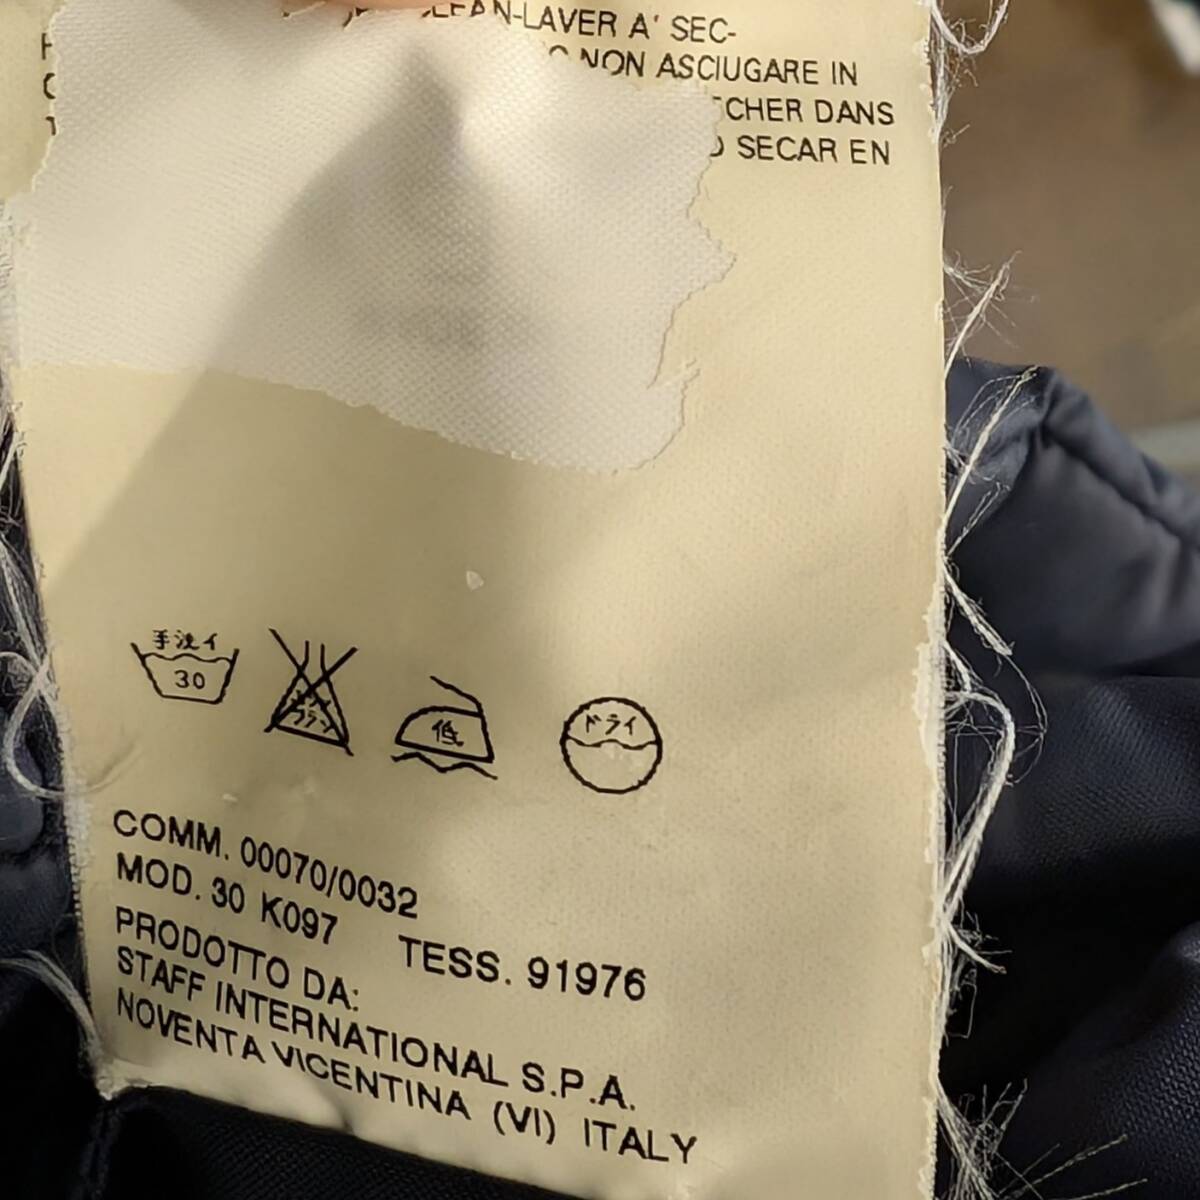 CLEAN-LAVER A' SEC-
NON ASCIUGARE IN
CHER DANS
SECAR EN
手洗イ
30
低
ドライ
COMM. 00070/0032
MOD. 30 K097 TESS. 91976
PRODOTTO DA:
STAFF INTERNATIONAL S.P.A.
NOVENTA VICENTINA (VI) ITALY